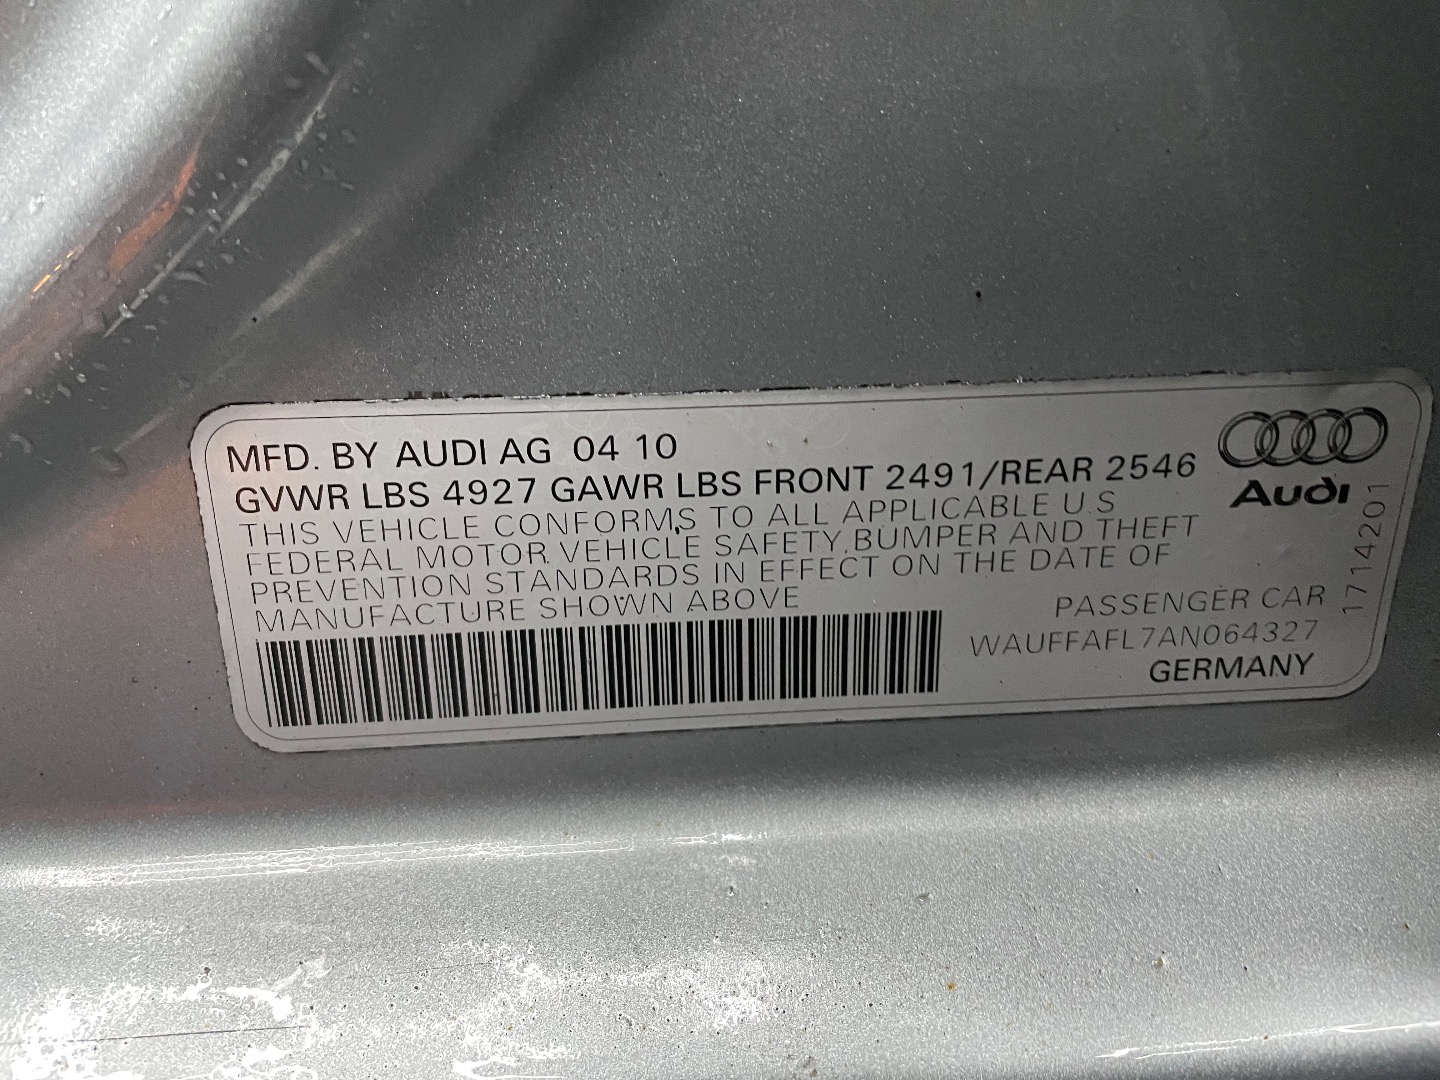 MFD. BY AUDI AG 04 10
GVWR LBS 4927 GAWR LBS FRONT 2491/REAR 2546
THIS VEHICLE CONFORMS TO ALL APPLICABLE U.S
FEDERAL MOTOR VEHICLE SAFETY, BUMPER AND THEFT
PREVENTION STANDARDS IN EFFECT ON THE DATE OF
MANUFACTURE SHOWN ABOVE
Audi
1714201
PASSENGER CAR
WAUFFAFL7AN064327
GERMANY